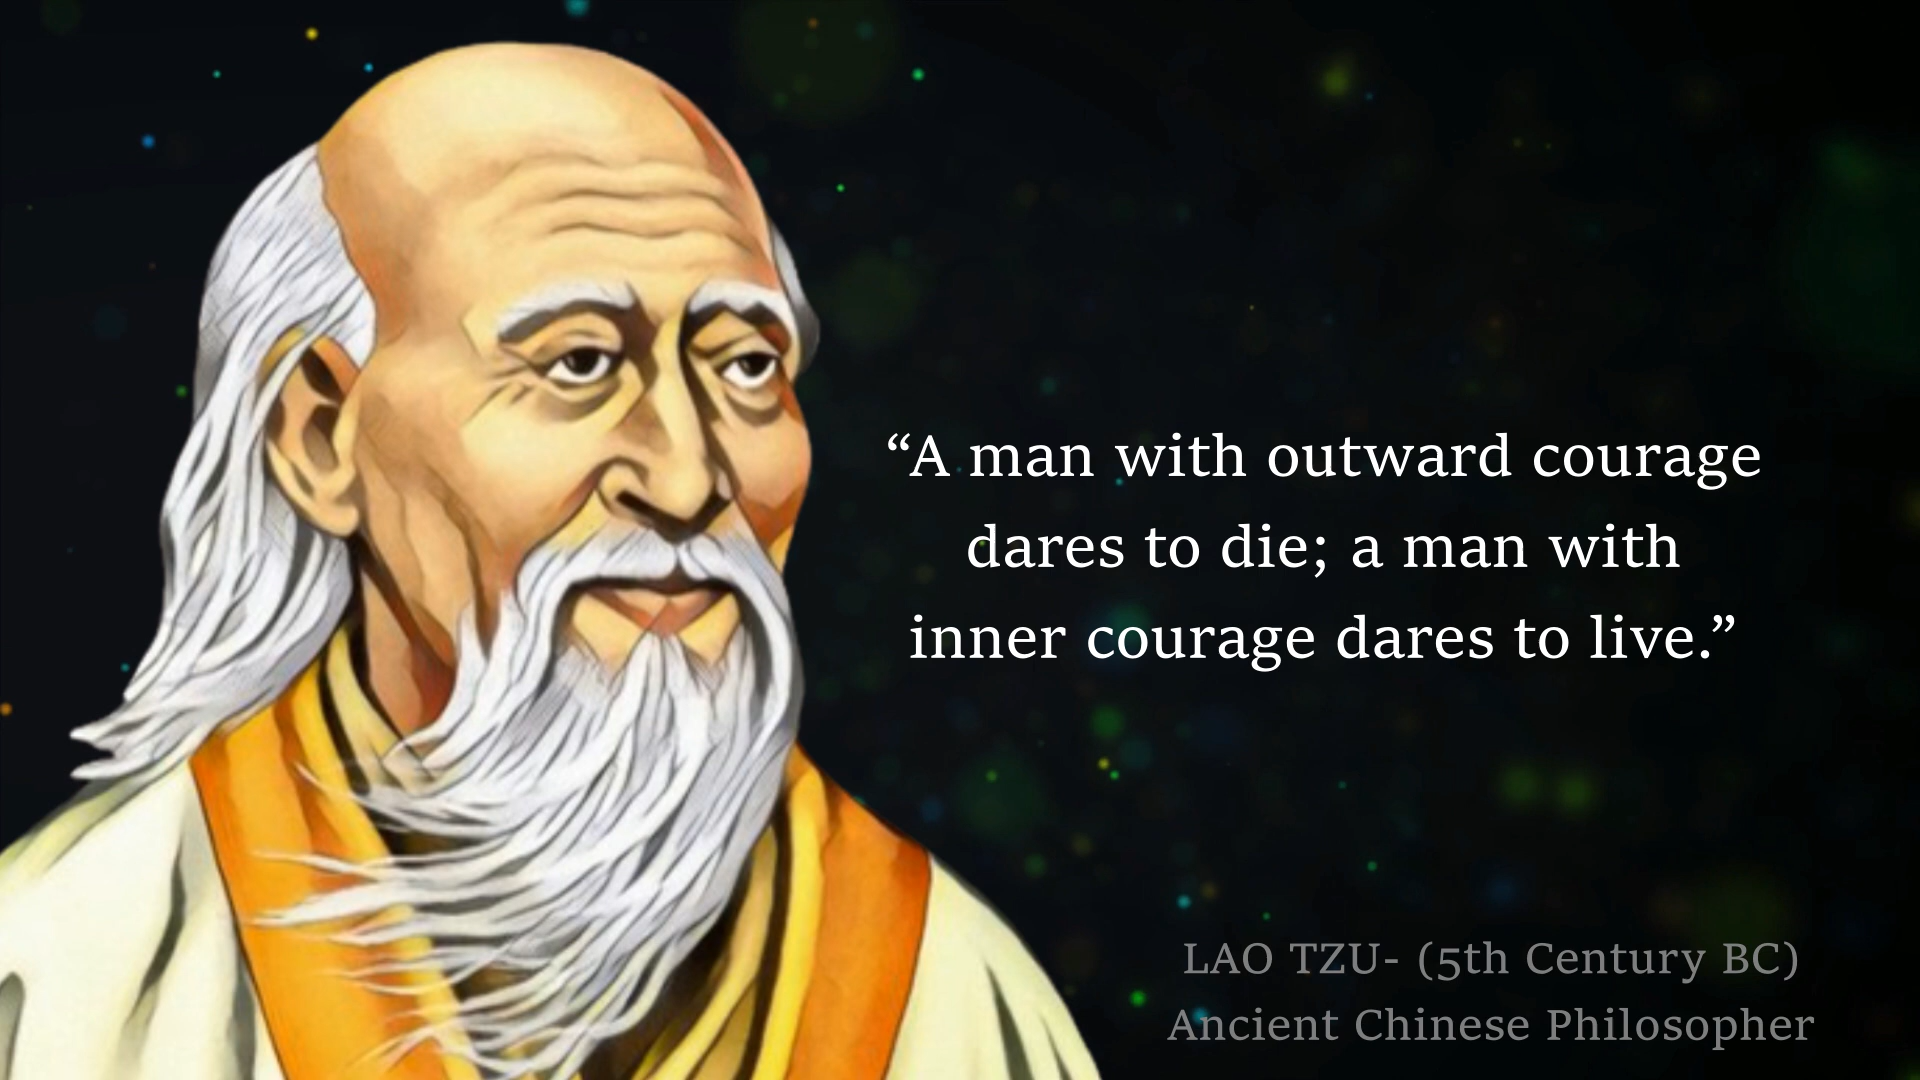 “A man with outward courage
dares to die; a man with
inner courage dares to live.”
LAO TZU- (5th Century BC)
Ancient Chinese Philosopher